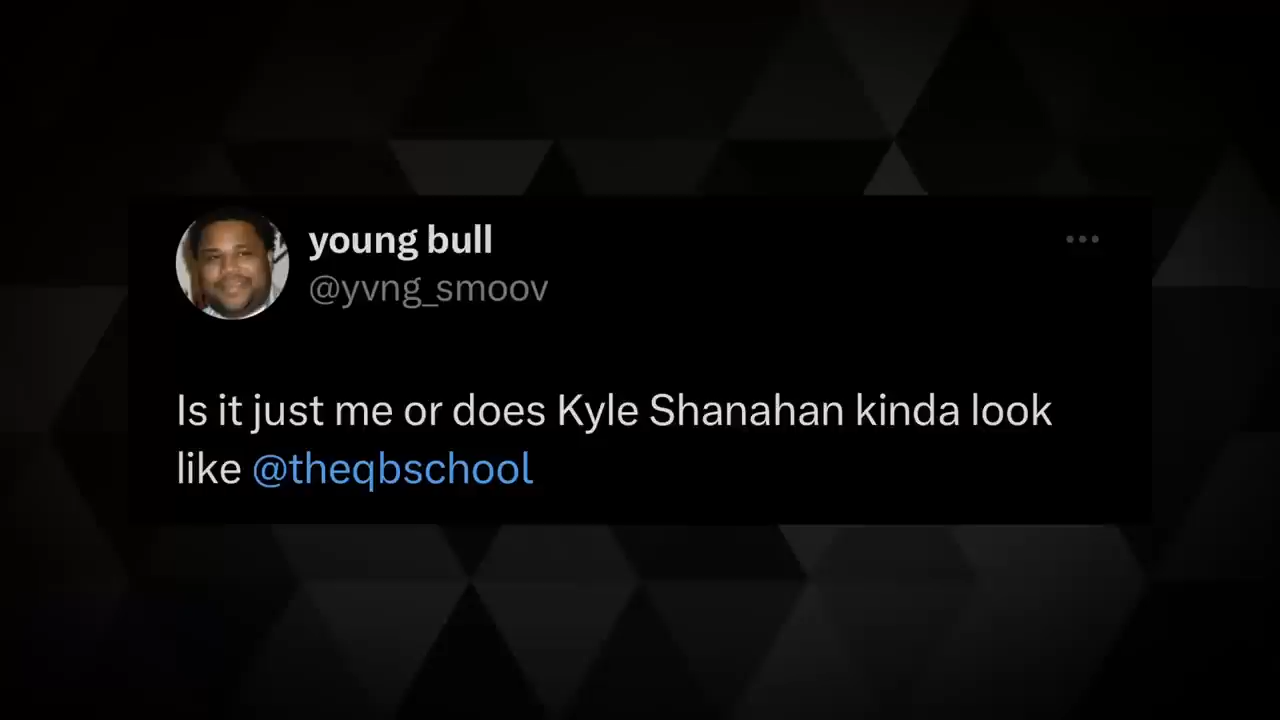 young bull
@yvng_smoov
Is it just me or does Kyle Shanahan kinda look
like @theqbschool